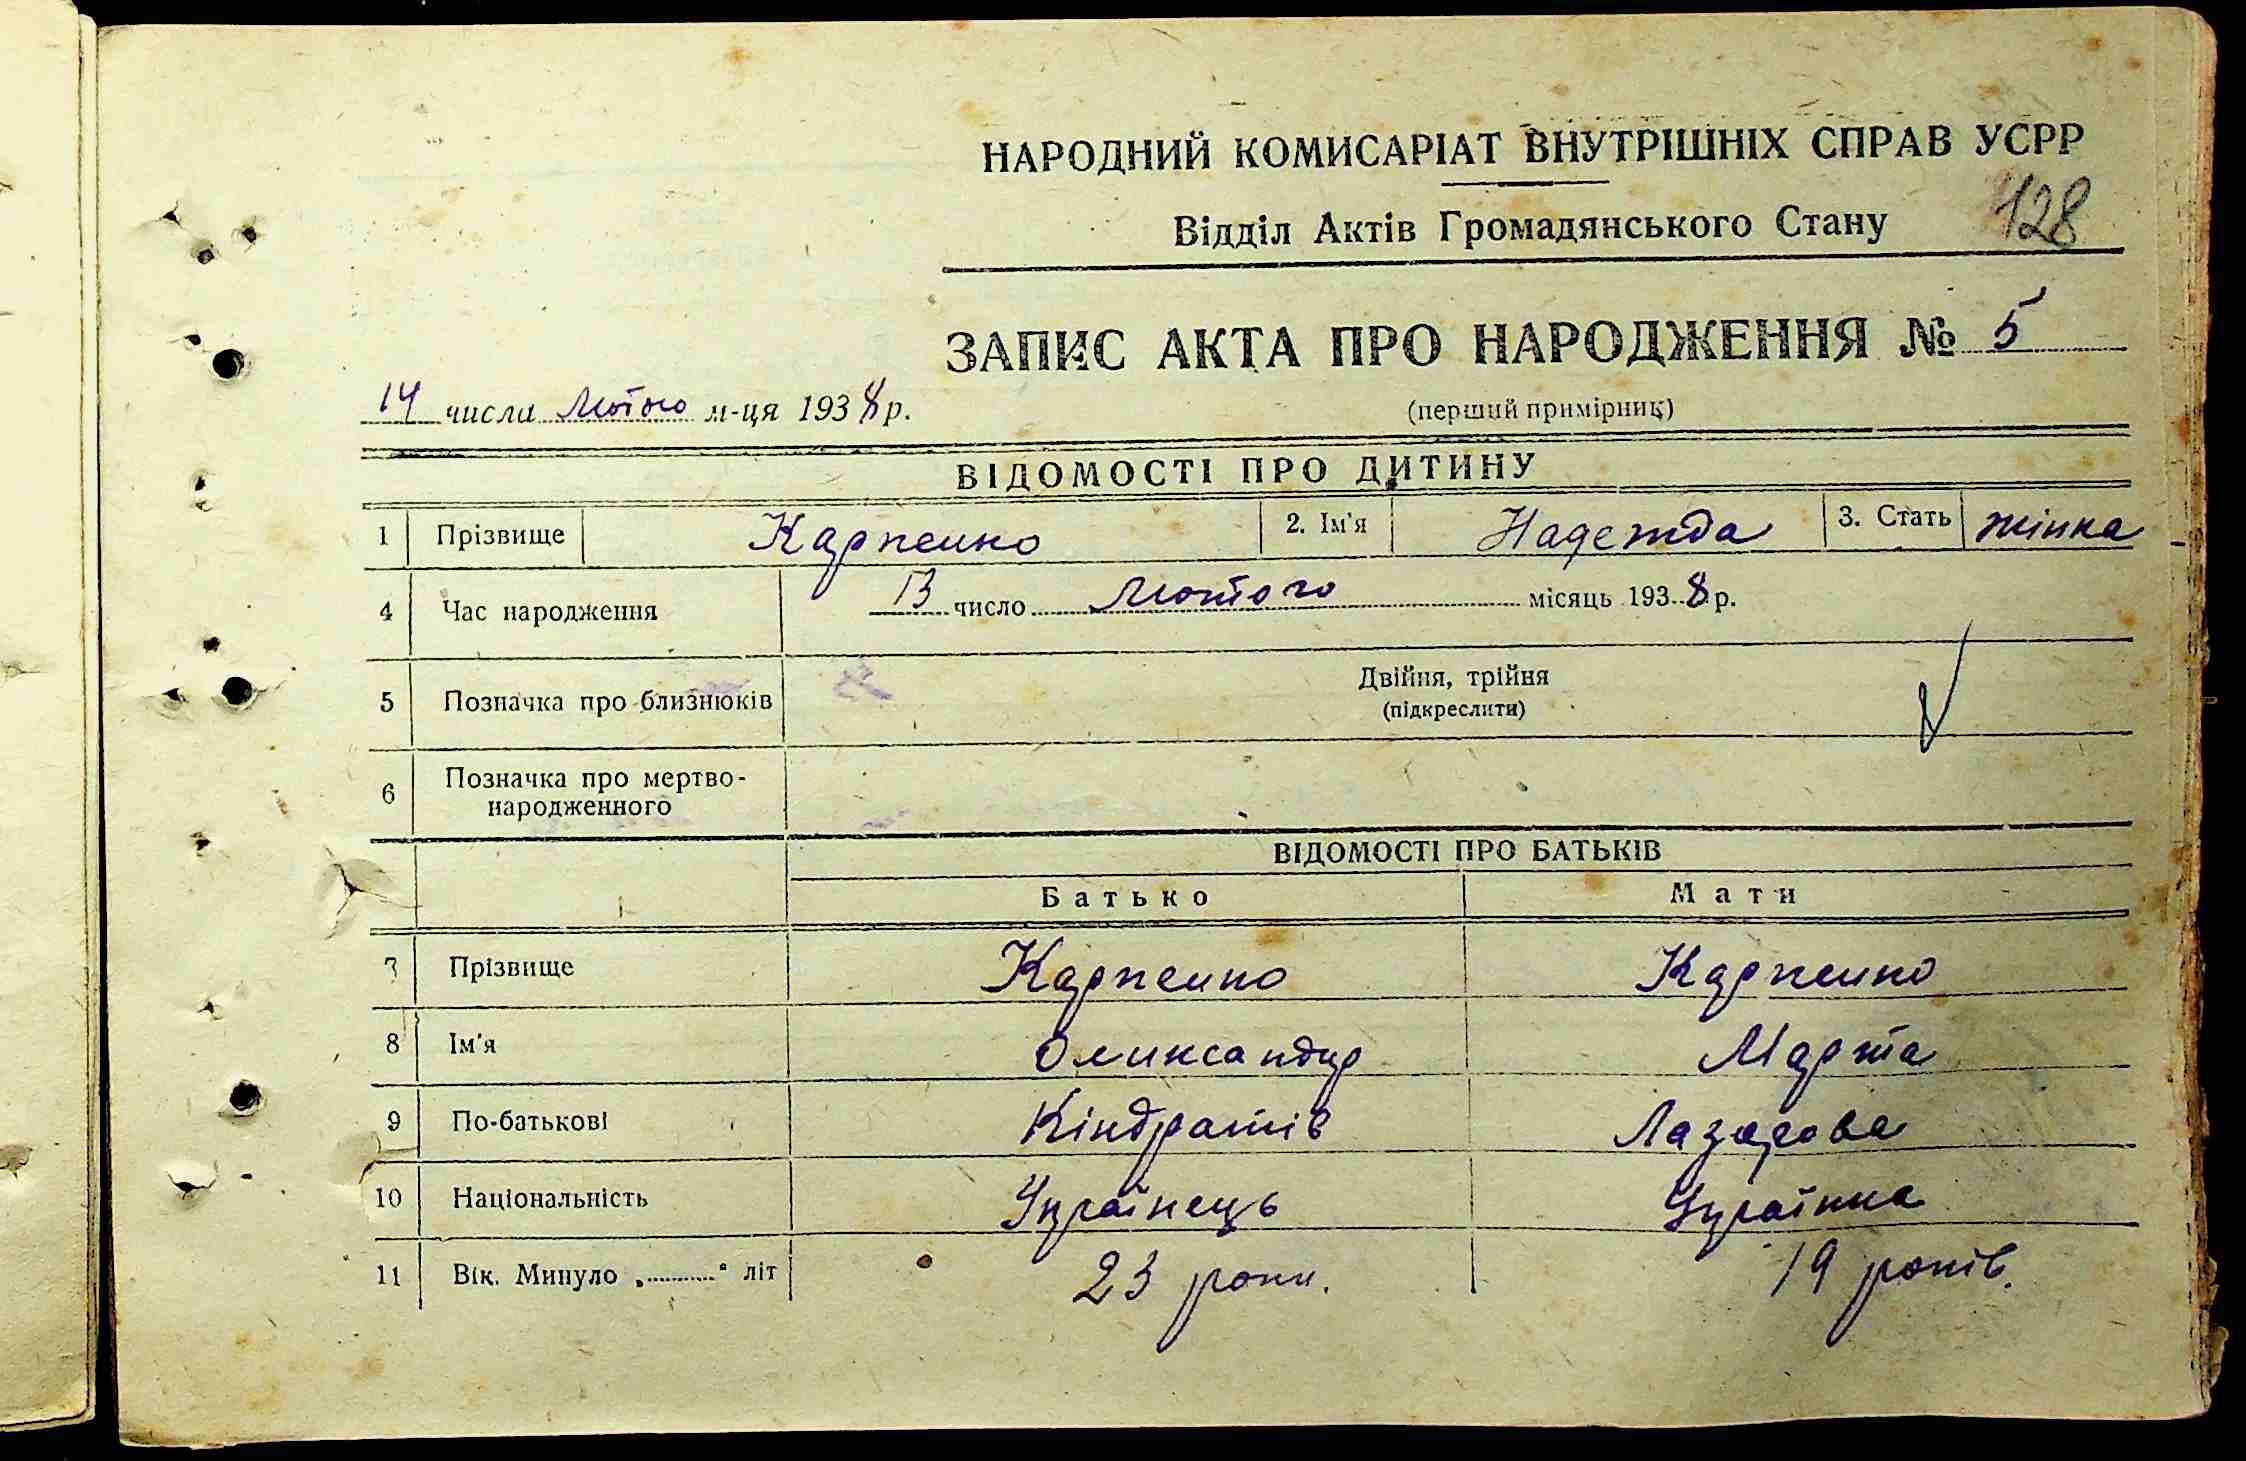 НАРОДНИЙ КОМИСАРІАТ ВНУТРІШНІХ СПРАВ УСРР
Відділ Актів Громадянського Стану 128
ЗАПИС АКТА ПРО НАРОДЖЕННЯ № 5
14 числа Лютого м-ця 1938 р. (перший примірник)
ВІДОМОСТІ ПРО ДИТИНУ
1 Прізвище Карпенко 2. Ім'я Надежда 3. Стать жінка
4 Час народження 13 число Лютого місяць 1938 р.
5 Позначка про близнюків Двійня, трійня
(підкреслити)
6 Позначка про мертво-
народженного
ВІДОМОСТІ ПРО БАТЬКІВ
Батько Мати
7 Прізвище Карпенко Карпенко
8 Ім'я Олександр Марта
9 По-батькові Кіндратів Лазарова
10 Національність Українець Українка
11 Вік. Минуло „..........“ літ 23 роки. 19 років.